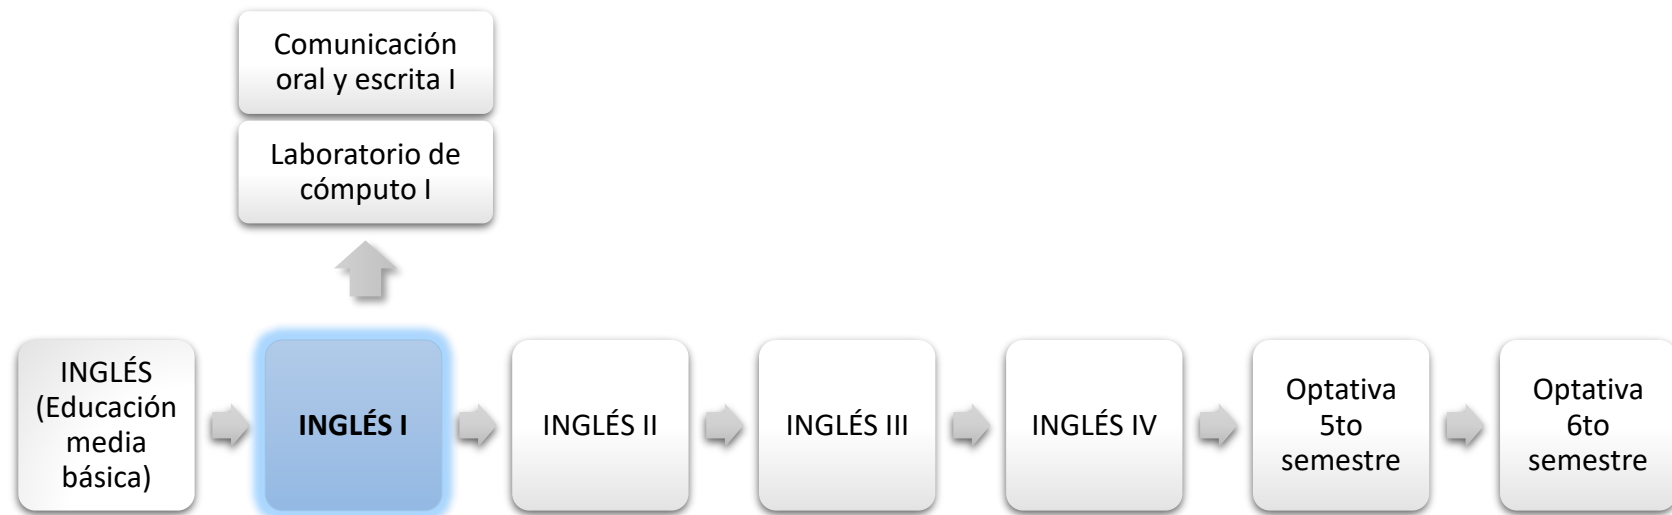 Comunicación
oral y escrita I
Laboratorio de
cómputo I
INGLÉS
(Educación
media
básica)
INGLÉS I
INGLÉS II
INGLÉS III
INGLÉS IV
Optativa
5to
semestre
Optativa
6to
semestre